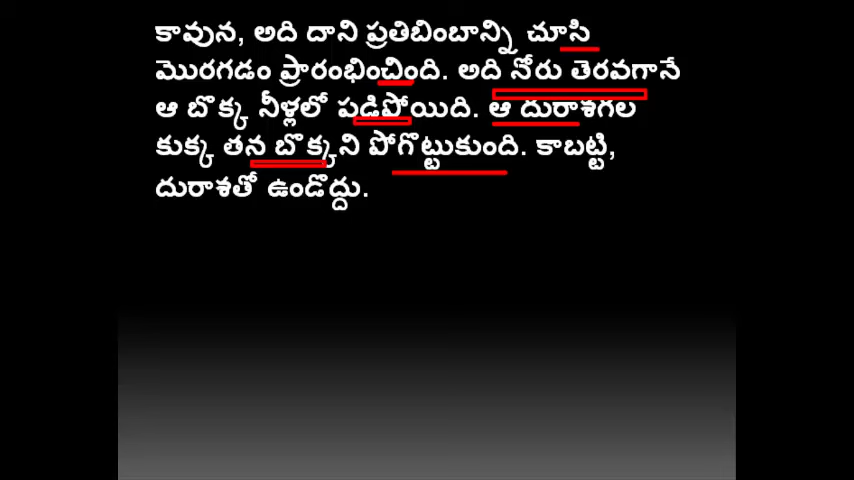 కావున, అది దాని ప్రతిబింబాన్ని చూసి
మొరగడం ప్రారంభించింది. అది నోరు తెరవగానే
ఆ బొక్క నీళ్లలో పడిపోయిది. ఆ దురాశగల
కుక్క తన బొక్కని పోగొట్టుకుంది. కాబట్టి,
దురాశతో ఉండొద్దు.